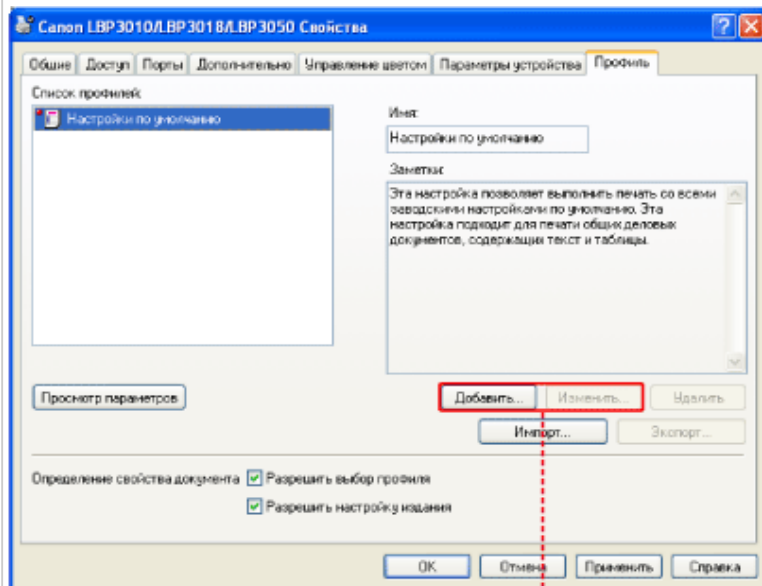 Canon LBP3010/LBP3018/LBP3050 Свойства
Общие Доступ Порты Дополнительно Управление цветом Параметры устройства Профиль
Список профилей:
Настройки по умолчанию
Имя:
Настройки по умолчанию
Заметки:
Эта настройка позволяет выполнить печать со всеми
заводскими настройками по умолчанию. Эта
настройка подходит для печати общих деловых
документов, содержащих текст и таблицы.
Просмотр параметров
Добавить... Изменить... Удалить
Импорт... Экспорт...
Определение свойства документа Разрешить выбор профиля
Разрешить настройку издания
OK Отмена Применить Справка